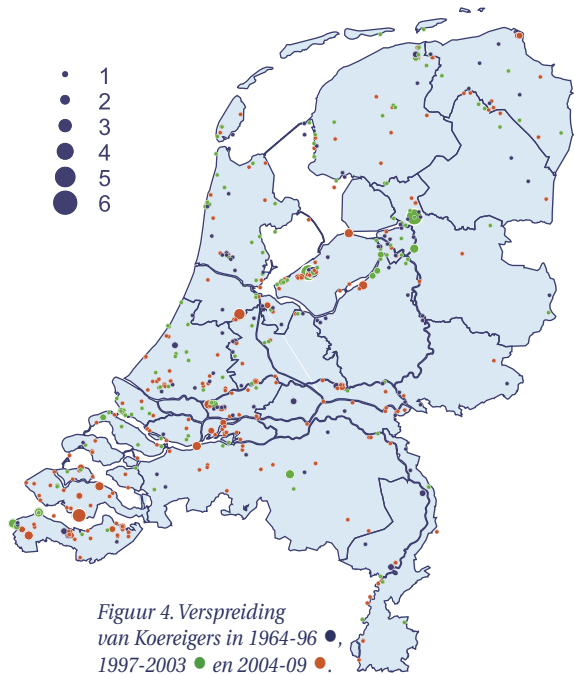 1
2
3
4
5
6
Figuur 4. Verspreiding
van Koereigers in 1964-96 ,
1997-2003 en 2004-09 .